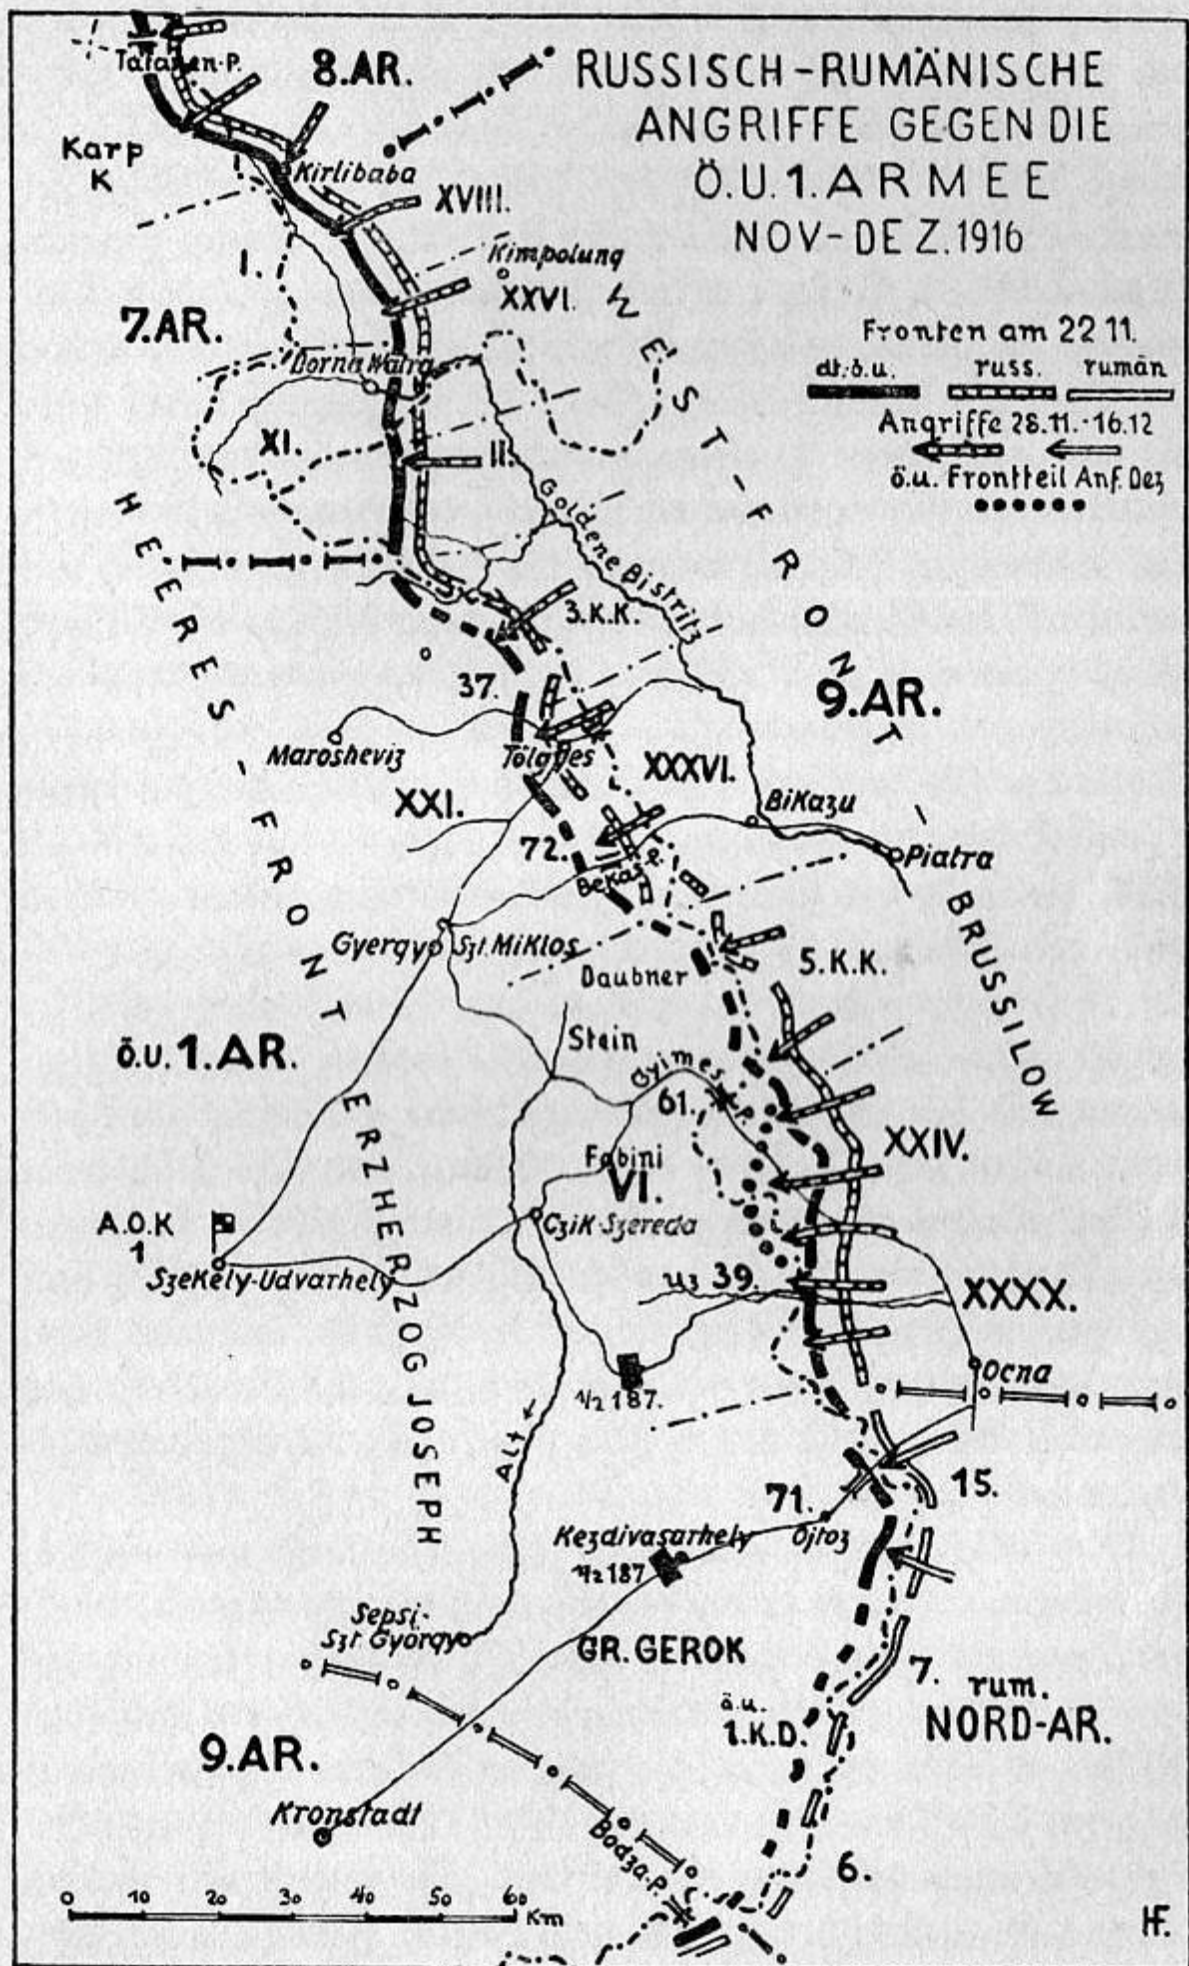 RUSSISCH-RUMÄNISCHE
ANGRIFFE GEGEN DIE
Ö.U.1.ARMEE
NOV-DEZ.1916
Fronten am 22 11.
dt.ö.u. russ. rumän
Angriffe 28.11.-16.12
ö.u. Frontteil Anf. Dez
Tataren-P.
8.AR.
Karp
K
Kirlibaba
XVIII.
I.
Kimpolung
XXVI.
7.AR.
Dorna Watra
XI.
II.
Goldene Bistritz
WEST-FRONT - BRUSSILOW
HEERES-FRONT ERZHERZOG JOSEPH
3.K.K.
37.
9.AR.
Marosheviz
Tölgyes
XXXVI.
XXI.
Bikazu
72.
Piatra
Bekas
Gyergyo Szt. Miklos
Daubner
5.K.K.
Stein
ö.u. 1.AR.
Gyimes P.
61.
XXIV.
Fabini
VI.
A.O.K
1
Czik-Szereda
Szekely-Udvarhely
uz 39.
XXXX.
Ocna
1/2 187.
Alt
71.
15.
Kezdivasarhely
Ojtoz
1/2 187
Sepsi-
Szt. György
GR. GEROK
7.
rum.
NORD-AR.
ä.u.
1.K.D.
9.AR.
Kronstadt
Bodza-P.
6.
0 10 20 30 40 50 60
Km
HF.